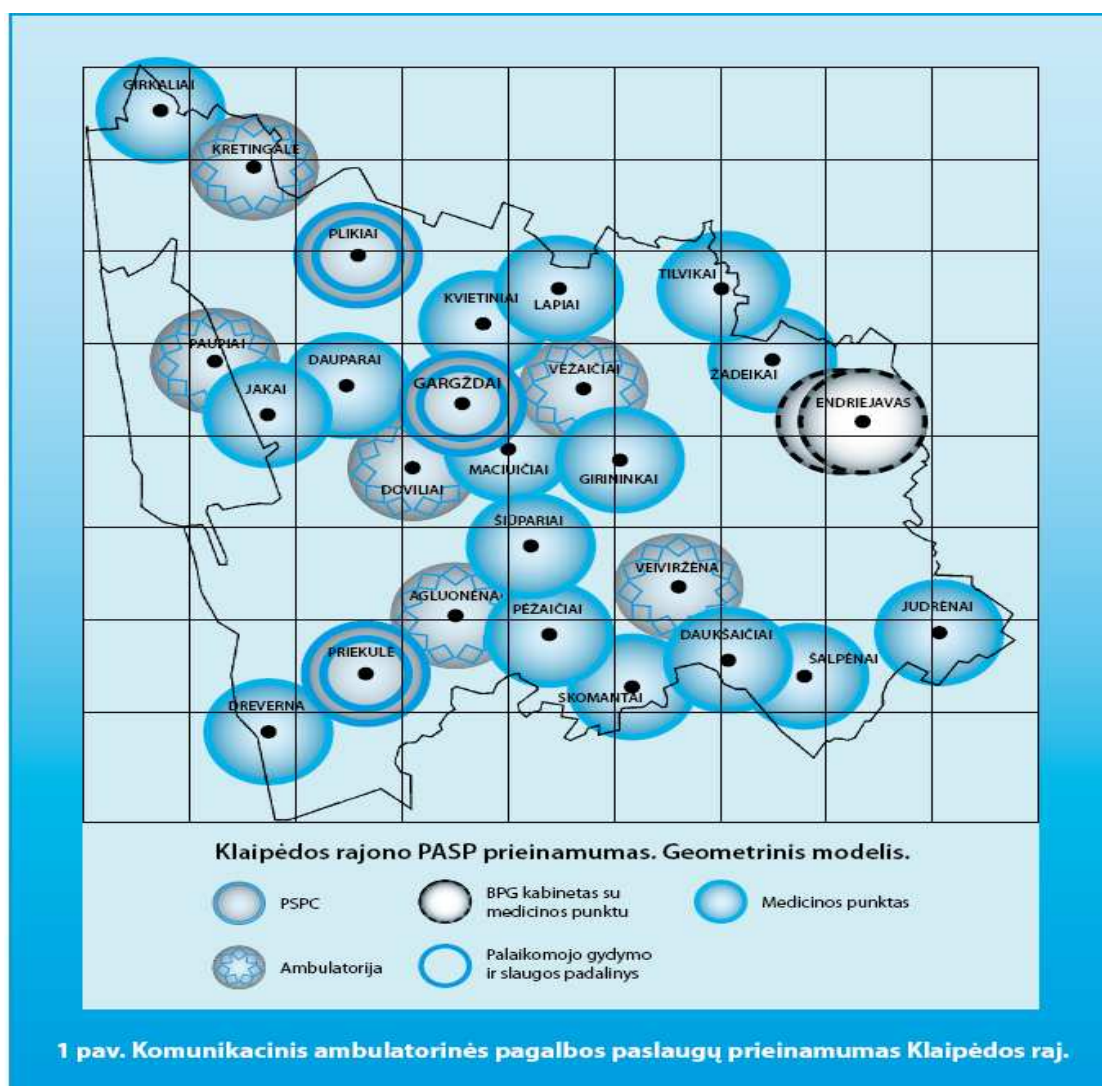 GIRKALIAI
KRETINGALĖ
PLIKIAI
TILVIKAI
KVIETINIAI
LAPIAI
PAUPIAI
DAUPARAI
JAKAI
GARGŽDAI
VĖŽAIČIAI
ŽADEIKAI
ENDRIEJAVAS
DOVILIAI
MACIUIČIAI
GIRININKAI
ŠIŪPARIAI
VEIVIRŽĖNAI
AGLUONĖNAI
PĖŽAIČIAI
JUDRĖNAI
PRIEKULĖ
DAUKŠAIČIAI
ŠALPĖNAI
SKOMANTAI
DREVERNA
Klaipėdos rajono PASP prieinamumas. Geometrinis modelis.
PSPC
BPG kabinetas su
medicinos punktu
Medicinos punktas
Ambulatorija
Palaikomojo gydymo
ir slaugos padalinys
1 pav. Komunikacinis ambulatorinės pagalbos paslaugų prieinamumas Klaipėdos raj.